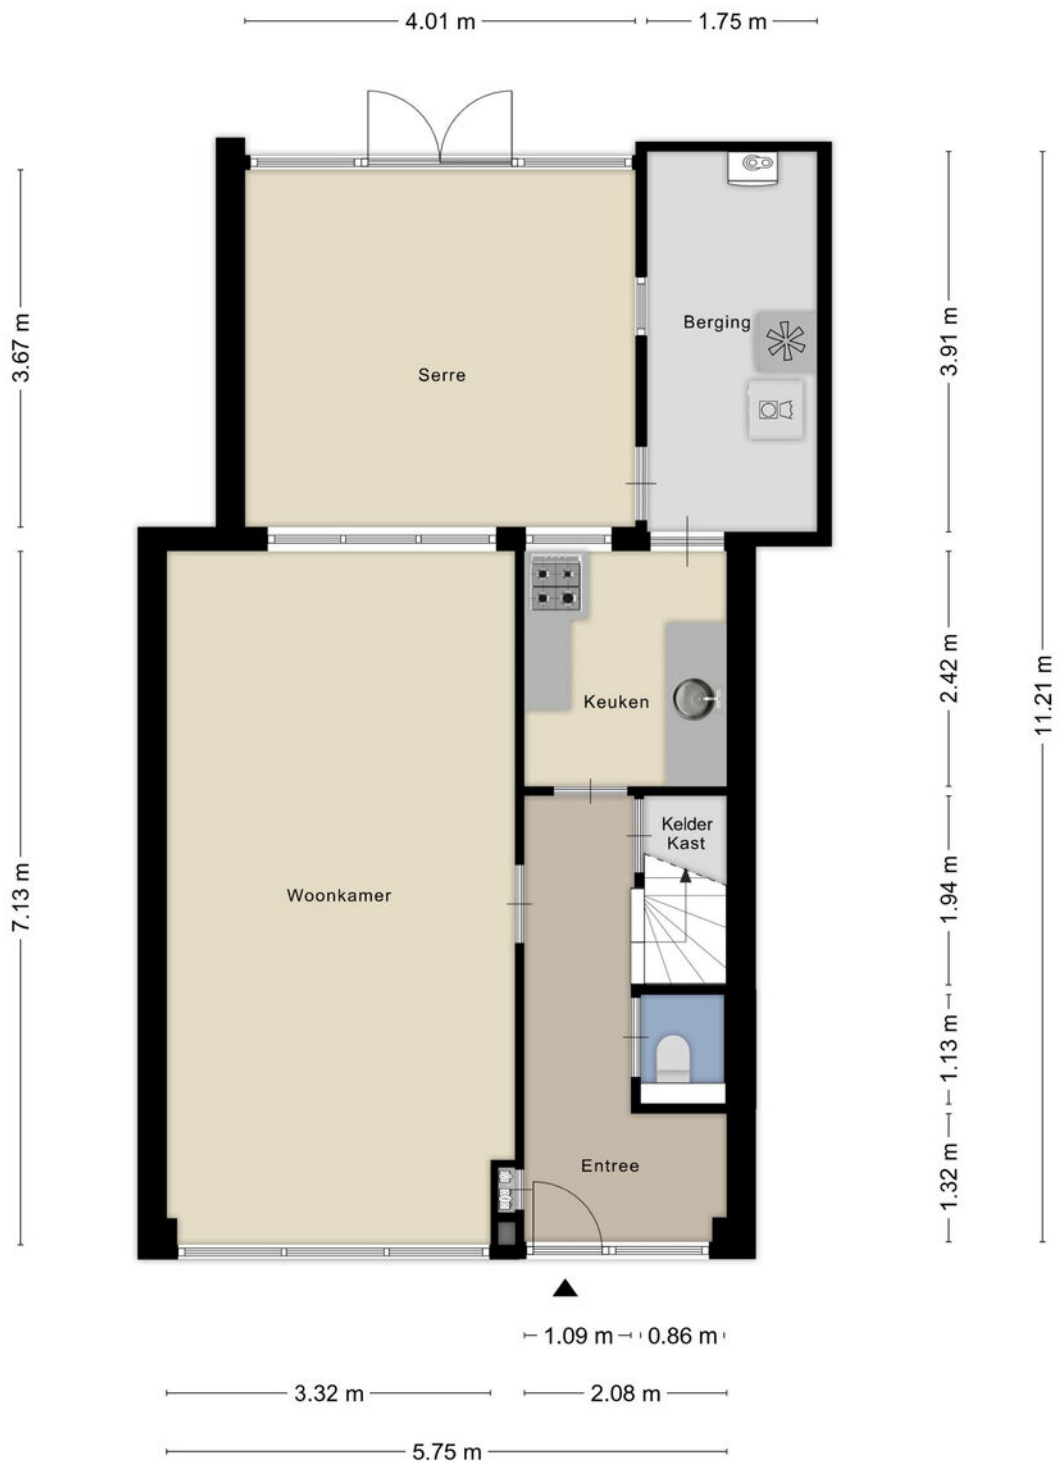 4.01 m
1.75 m
3.67 m
3.91 m
Berging
Serre
2.42 m
11.21 m
Keuken
Kelder
Kast
7.13 m
1.94 m
Woonkamer
1.13 m
Entree
1.32 m
1.09 m
0.86 m
3.32 m
2.08 m
5.75 m